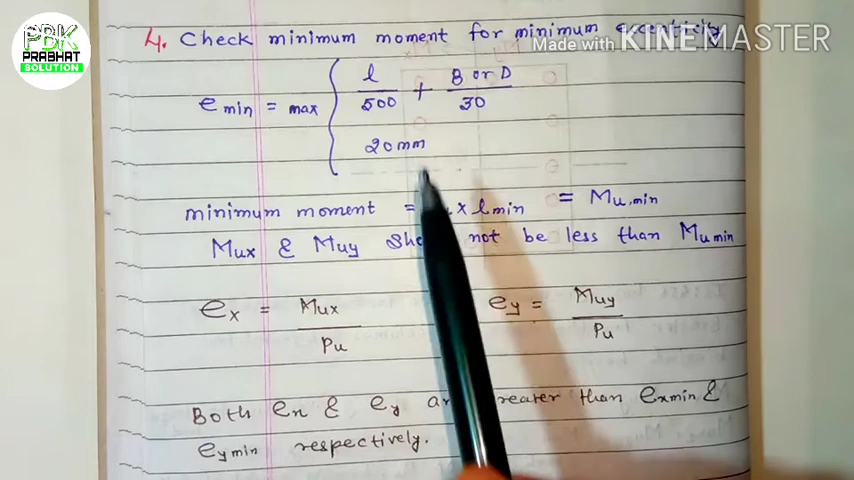 PBK
PRABHAT
SOLUTION
Made with KINEMASTER
4. Check minimum moment for minimum eccentricity
e min = max { l/500 + B or D/30
20mm
minimum moment = x emin = Mu,min
Mux & Muy not be less than Mu min
ex = Mux/Pu ey = Muy/Pu
Both ex & ey than exmin &
eymin respectively.